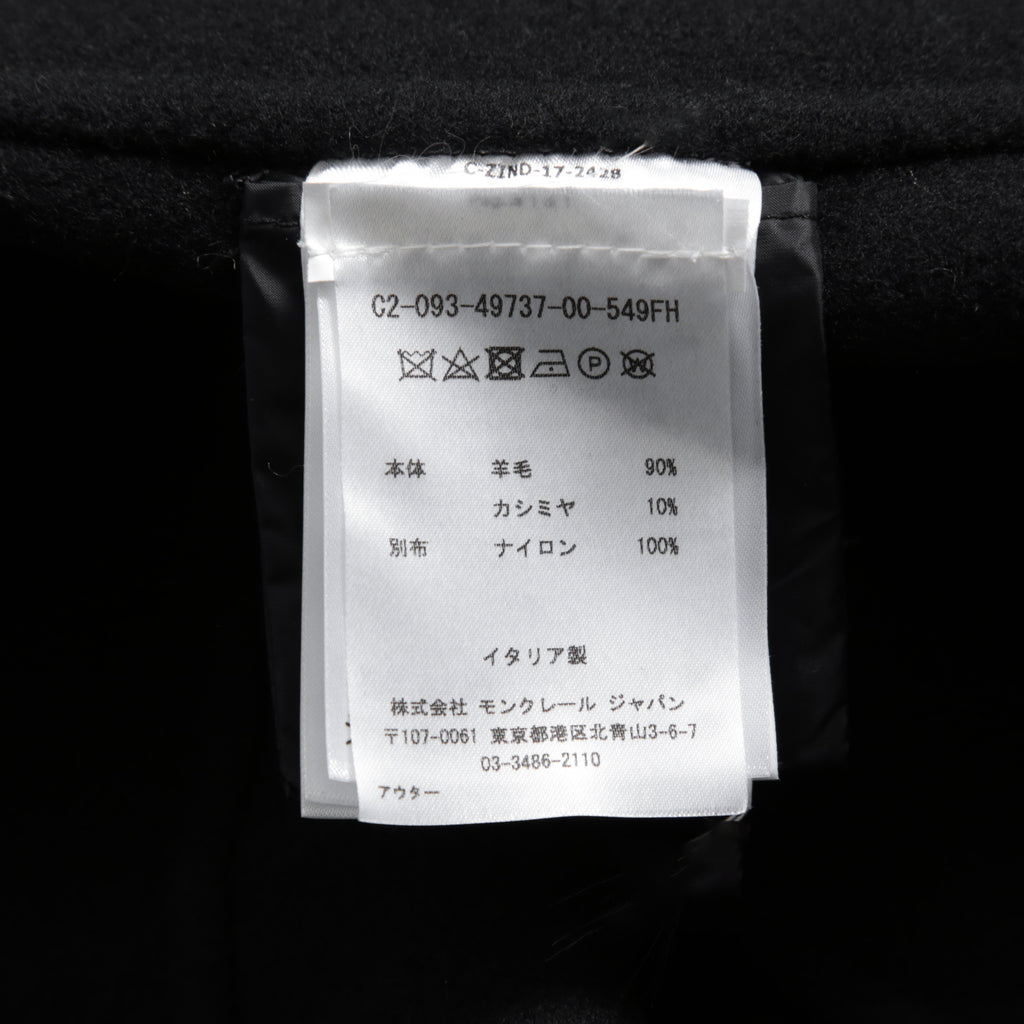 C-ZIND-17-2428
C2-093-49737-00-549FH
本体 羊毛 90%
カシミヤ 10%
別布 ナイロン 100%
イタリア製
株式会社 モンクレール ジャパン
〒107-0061 東京都港区北青山3-6-7
03-3486-2110
アウター